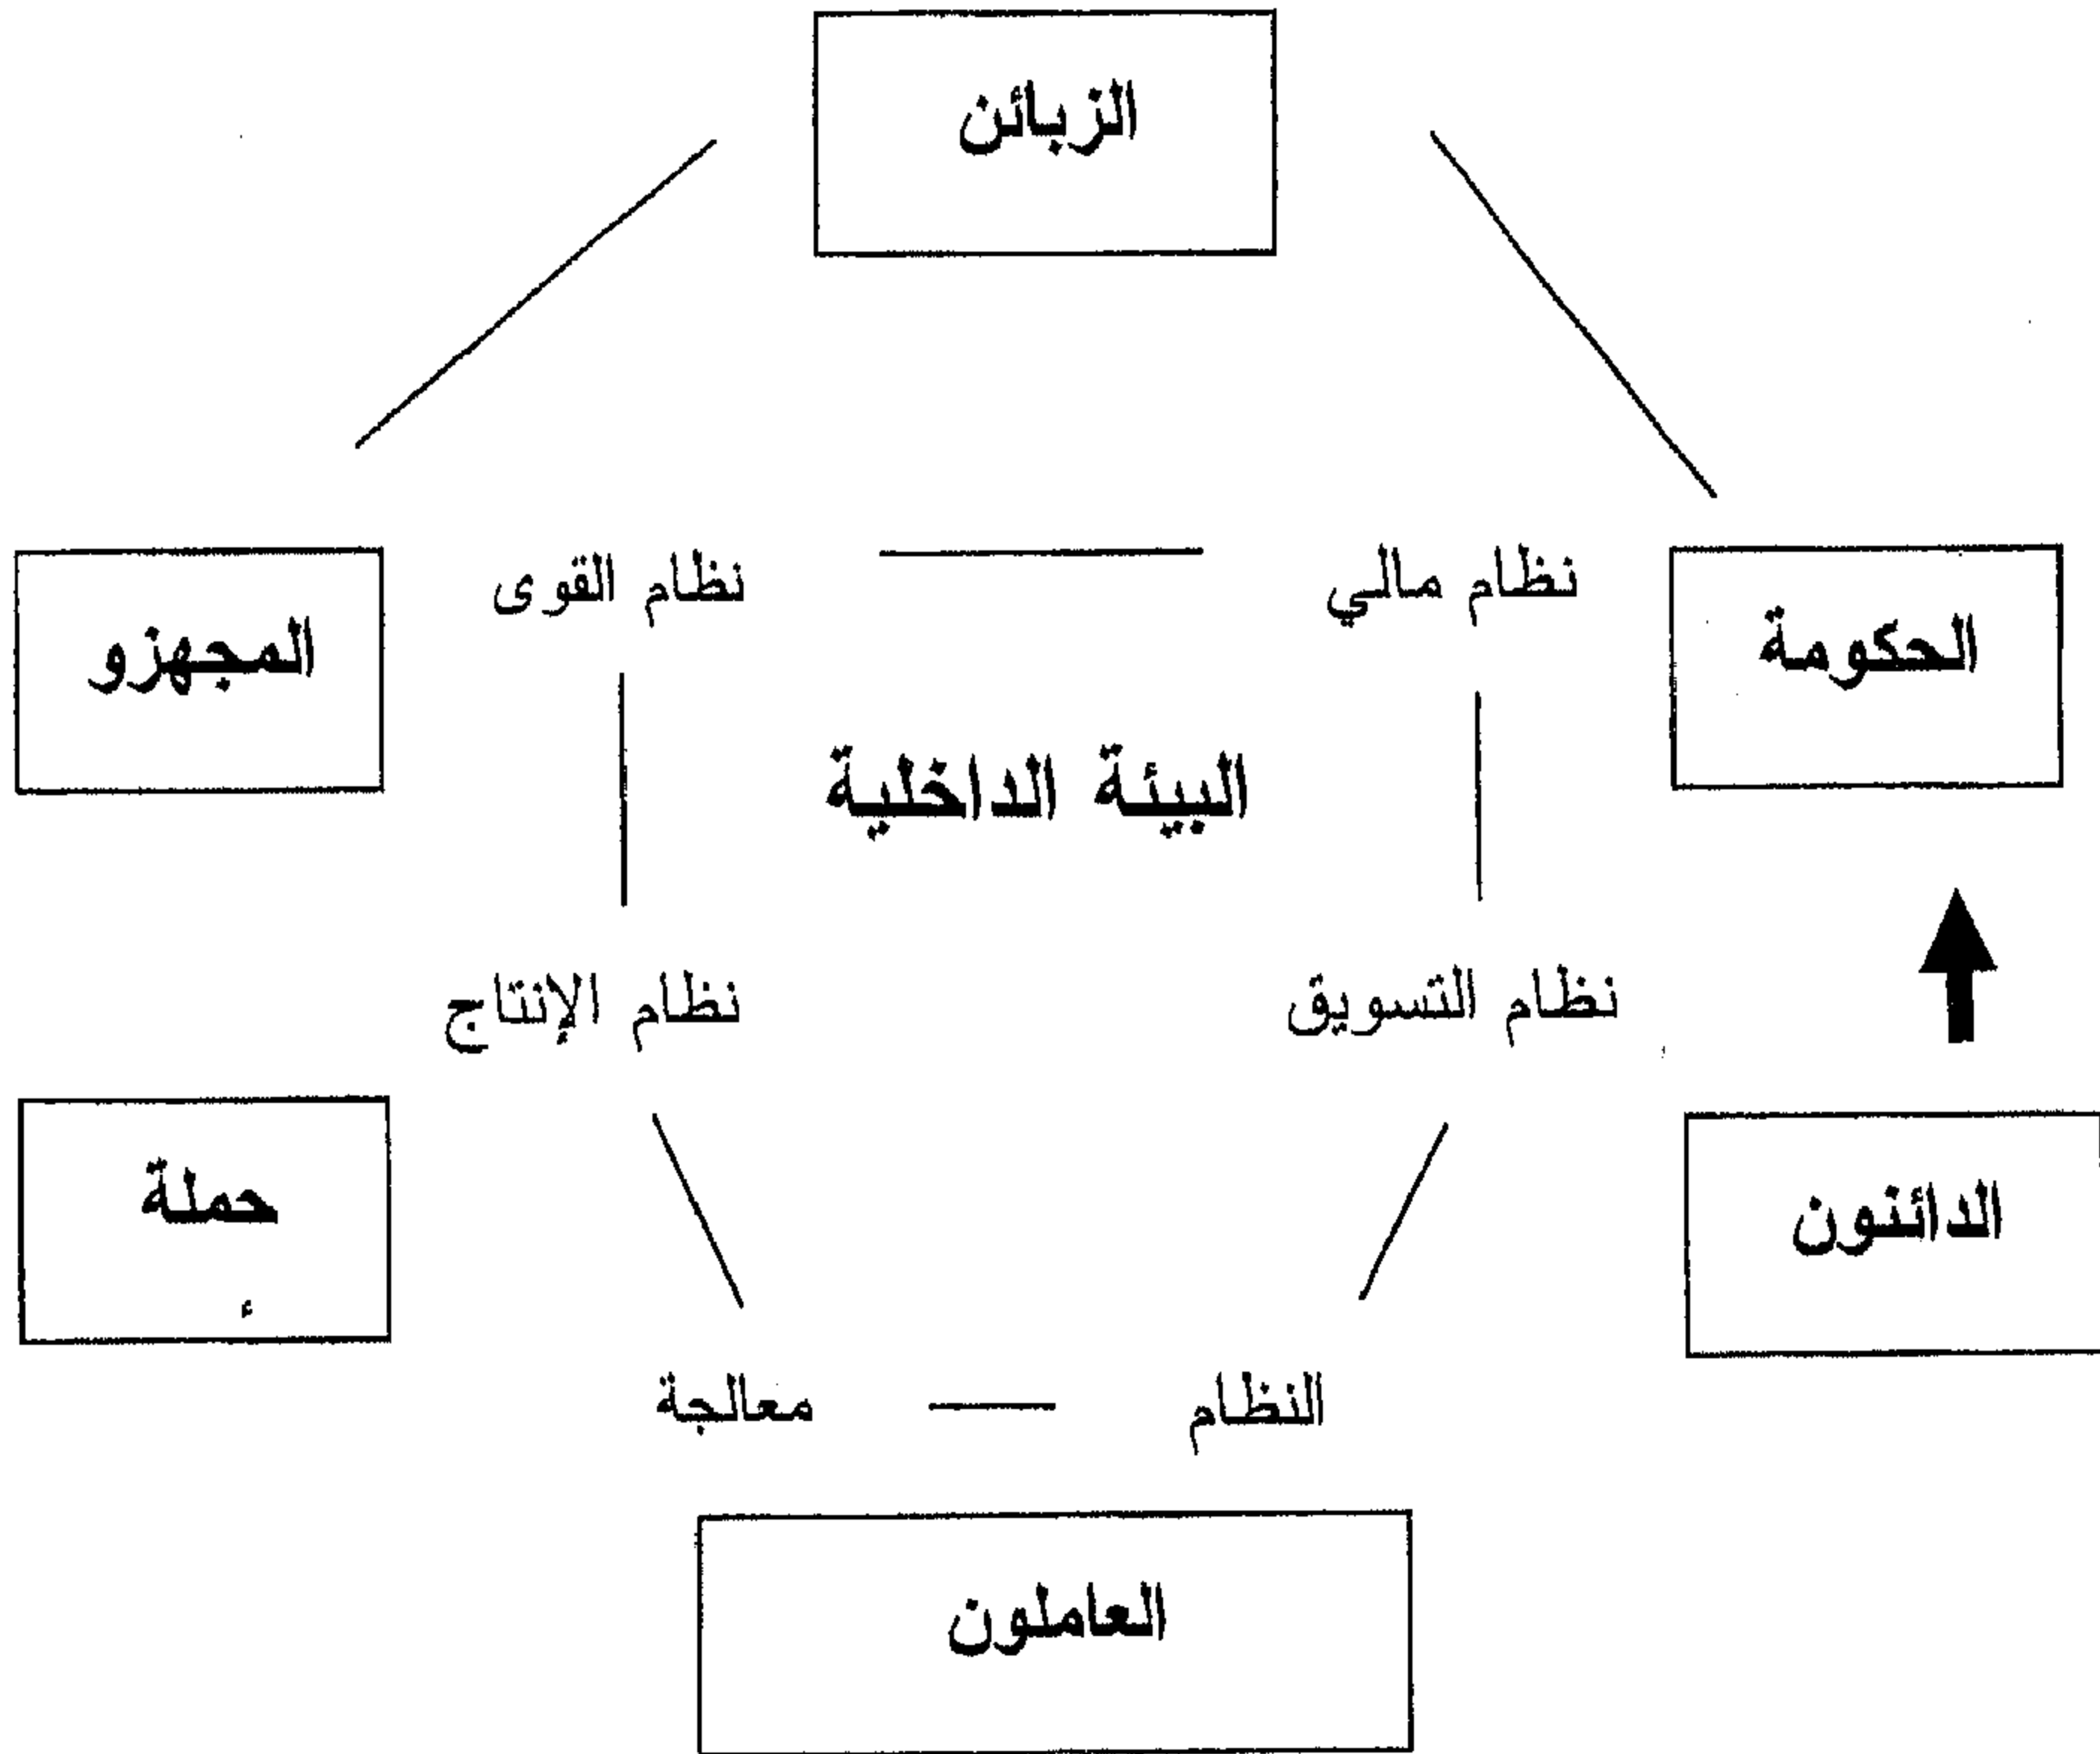 الزبائن
نظام مالي
نظام القوى
الحكومة
المجهزو
البيئة الداخلية
نظام التسويق
نظام الإنتاج
الدائنون
حملة
النظام
معالجة
العاملون